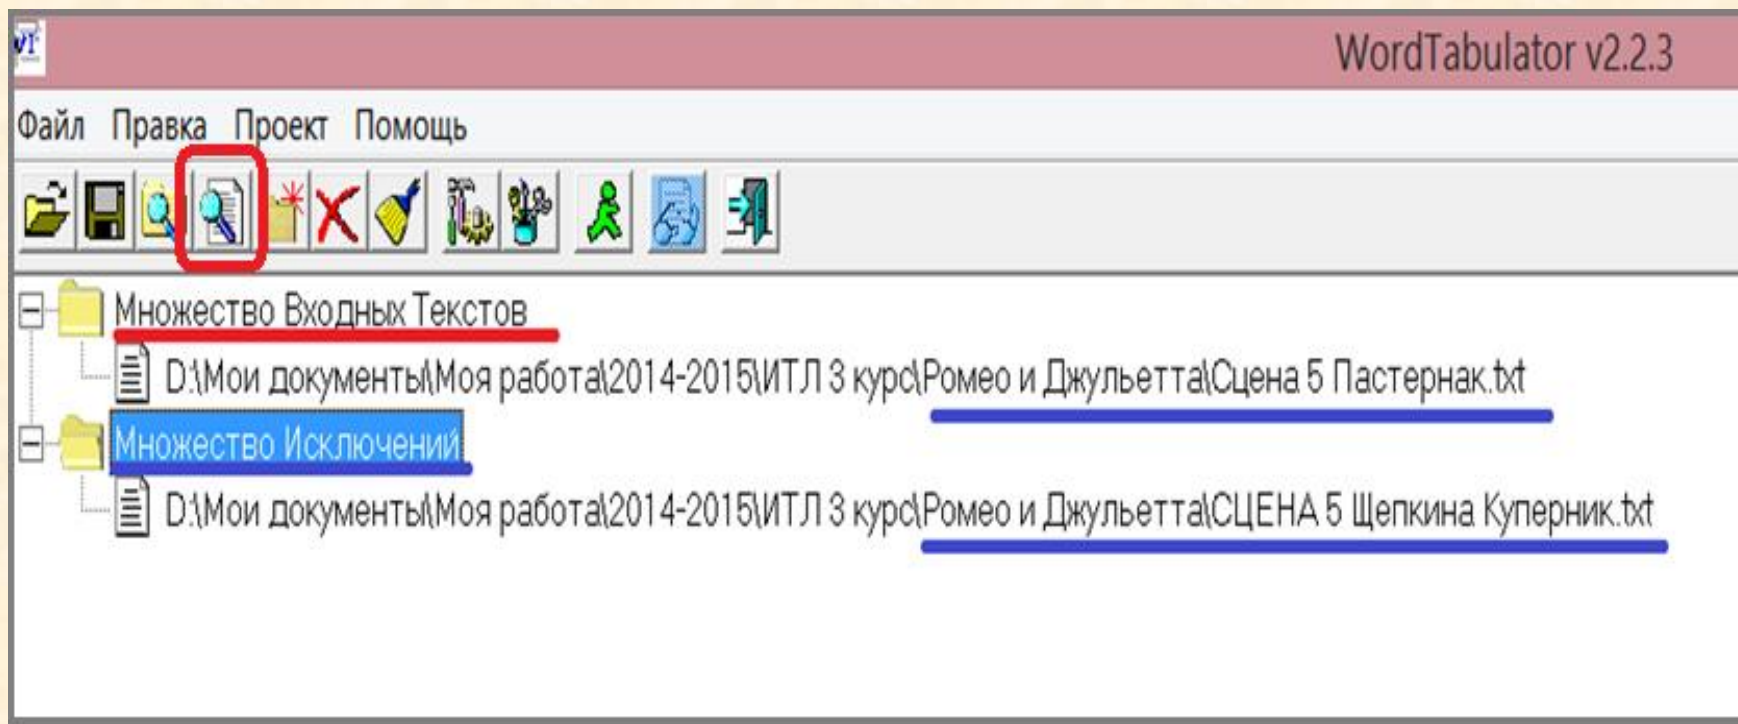 WordTabulator v2.2.3
Файл Правка Проект Помощь
Множество Входных Текстов
D:\Мои документы\Моя работа\2014-2015\ИТЛ 3 курс\Ромео и Джульетта\Сцена 5 Пастернак.txt
Множество Исключений
D:\Мои документы\Моя работа\2014-2015\ИТЛ 3 курс\Ромео и Джульетта\СЦЕНА 5 Щепкина Куперник.txt